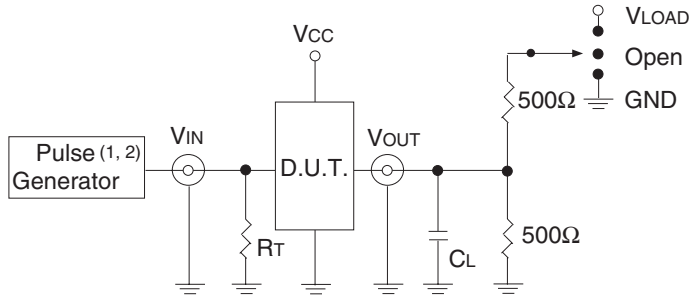 VLOAD
VCC
Open
500Ω
GND
VIN
VOUT
Pulse (1, 2)
Generator
D.U.T.
RT
CL
500Ω